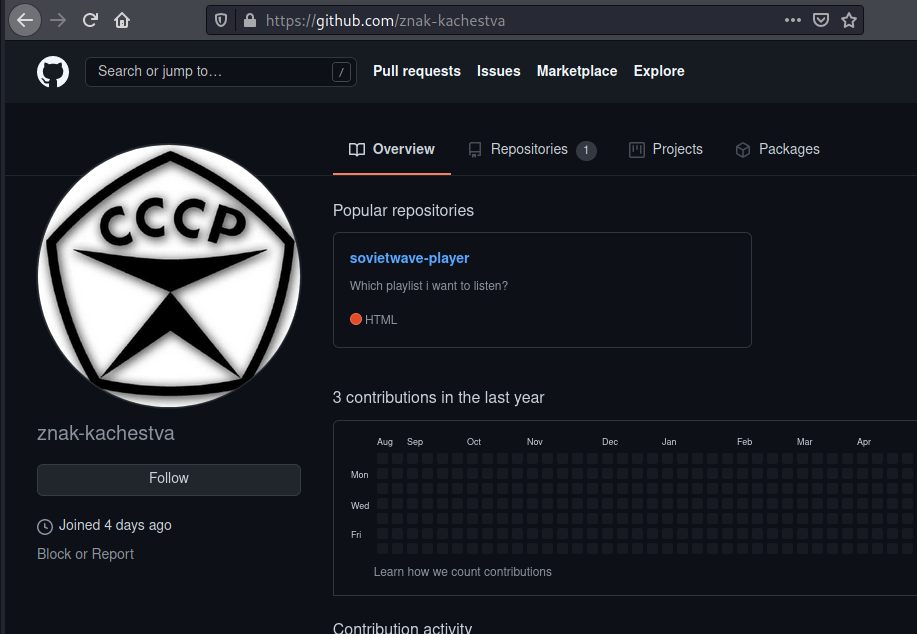 https://github.com/znak-kachestva
Search or jump to…
/
Pull requests
Issues
Marketplace
Explore
Overview
Repositories 1
Projects
Packages
СССР
znak-kachestva
Follow
Joined 4 days ago
Block or Report
Popular repositories
sovietwave-player
Which playlist i want to listen?
HTML
3 contributions in the last year
Aug Sep Oct Nov Dec Jan Feb Mar Apr
Mon
Wed
Fri
Learn how we count contributions
Contribution activity